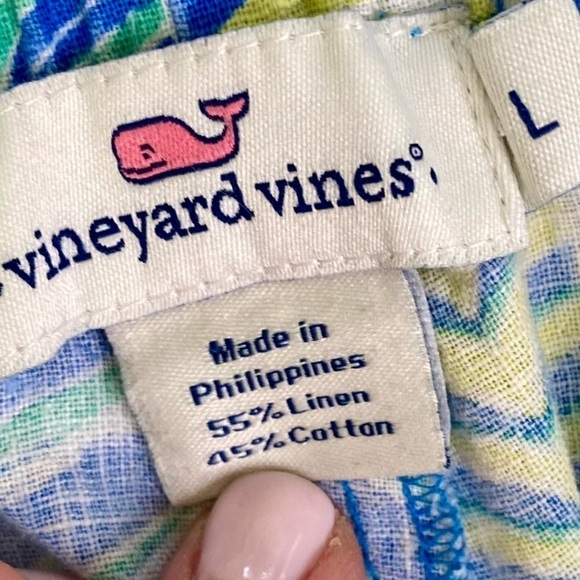 vineyard vines®
L
Made in
Philippines
55% Linen
45% Cotton